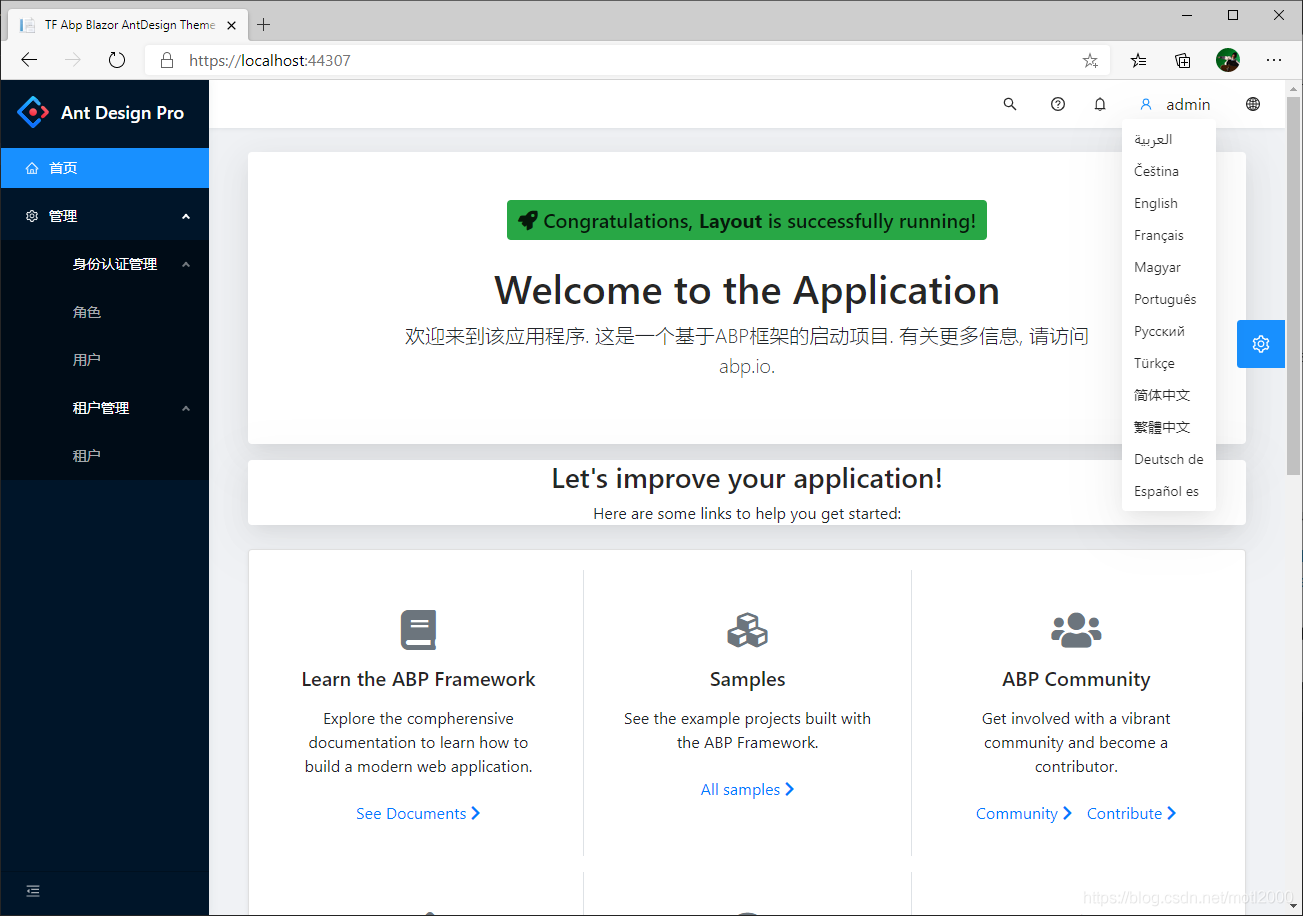 TF Abp Blazor AntDesign Theme
https://localhost:44307
Ant Design Pro
admin
首页
管理
身份认证管理
角色
用户
租户管理
租户
العربية
Čeština
English
Français
Magyar
Português
Русский
Türkçe
简体中文
繁體中文
Deutsch de
Español es
Congratulations, Layout is successfully running!
Welcome to the Application
欢迎来到该应用程序. 这是一个基于ABP框架的启动项目. 有关更多信息, 请访问
abp.io.
Let's improve your application!
Here are some links to help you get started:
Learn the ABP Framework
Explore the compherensive
documentation to learn how to
build a modern web application.
See Documents
Samples
See the example projects built with
the ABP Framework.
All samples
ABP Community
Get involved with a vibrant
community and become a
contributor.
Community Contribute
https://blog.csdn.net/moti2000